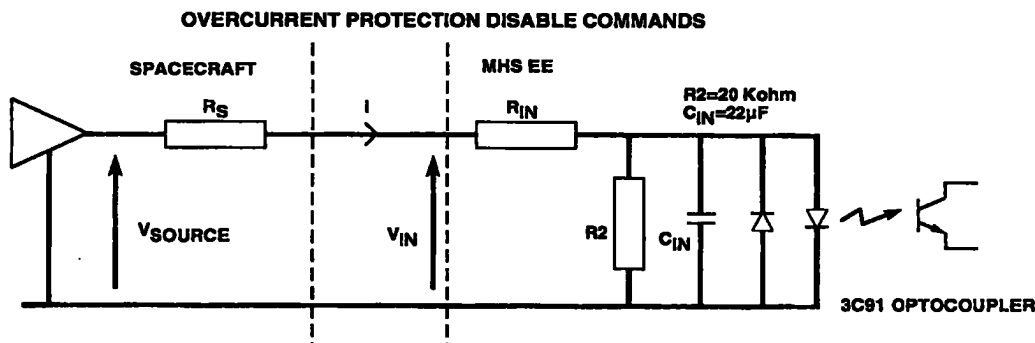 OVERCURRENT PROTECTION DISABLE COMMANDS
SPACECRAFT
MHS EE
R2=20 Kohm
CIN=22µF
RS
I
RIN
VSOURCE
VIN
R2
CIN
3C91 OPTOCOUPLER